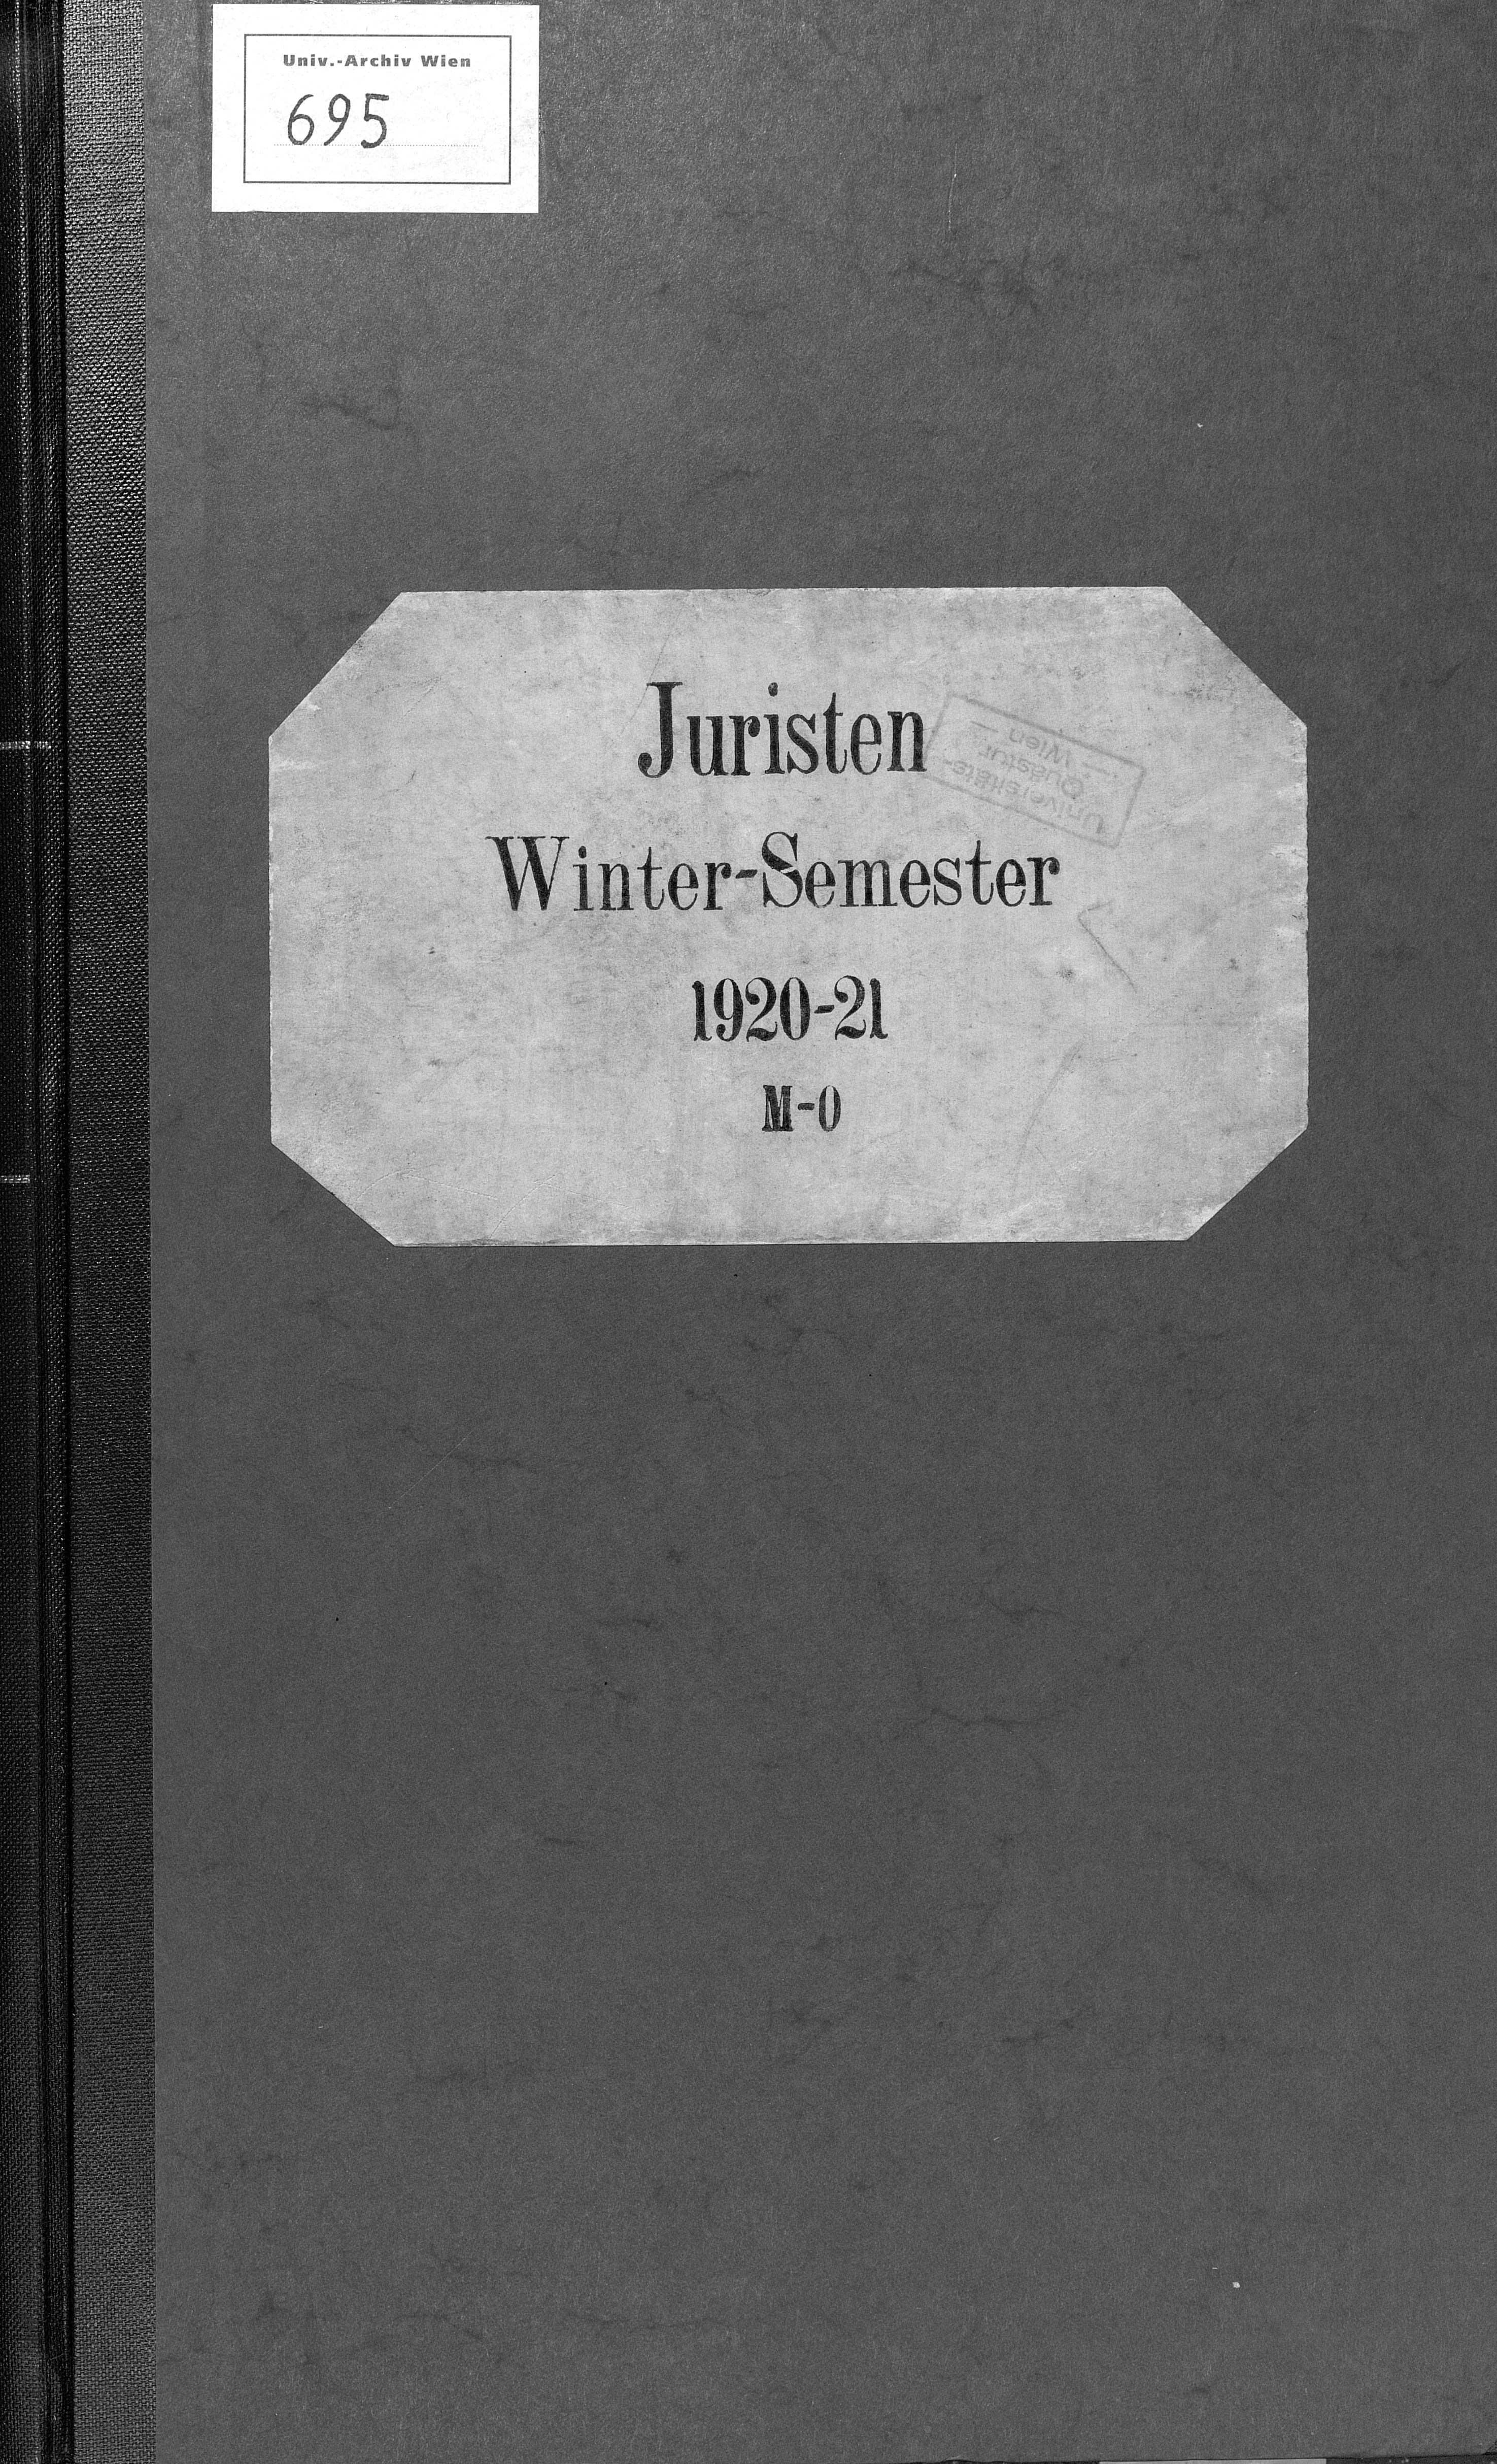 Univ.-Archiv Wien
695
Juristen
Universitäts-
Quästur
— Wien —
Winter-Semester
1920-21
M-O